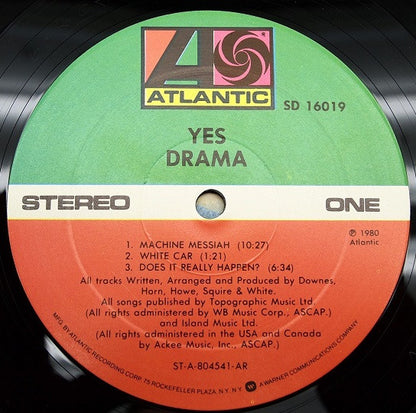 ATLANTIC
SD 16019
YES
DRAMA
STEREO ONE
℗ 1980
Atlantic
1. MACHINE MESSIAH (10:27)
2. WHITE CAR (1:21)
3. DOES IT REALLY HAPPEN? (6:34)
All tracks Written, Arranged and Produced by Downes,
Horn, Howe, Squire & White.
All songs published by Topographic Music Ltd.
(All rights administered by WB Music Corp., ASCAP.)
and Island Music Ltd.
(All rights administered in the USA and Canada
by Ackee Music, Inc., ASCAP.)
ST-A-804541-AR
MFG. BY ATLANTIC RECORDING CORP. 75 ROCKEFELLER PLAZA, N.Y. N.Y. A WARNER COMMUNICATIONS COMPANY